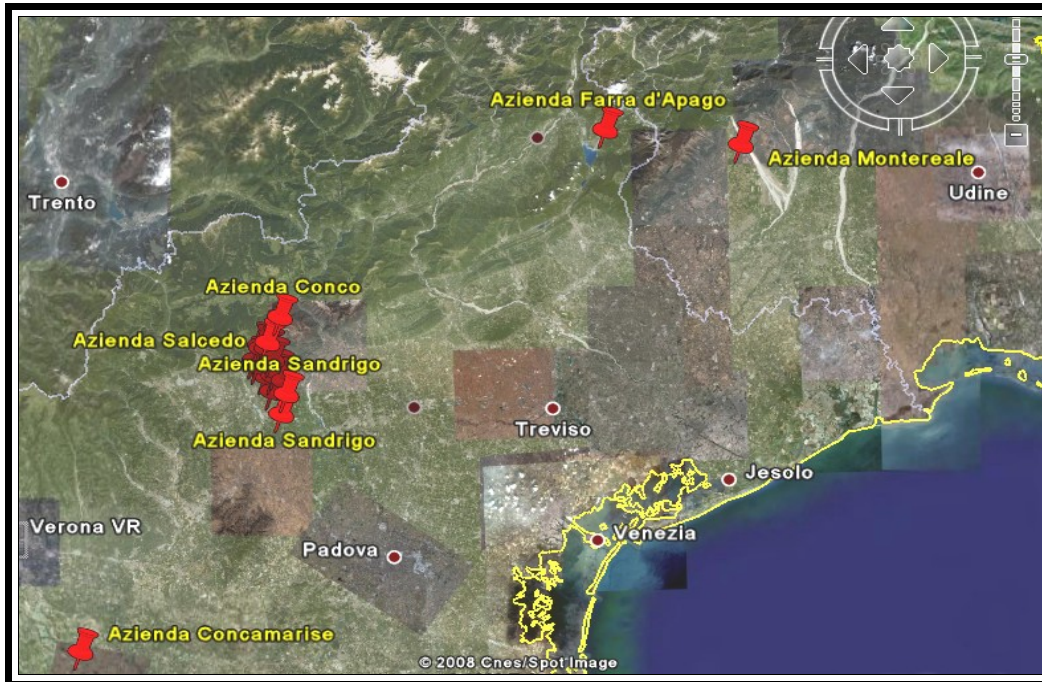 Azienda Farra d'Apago
Azienda Montereale
Udine
Trento
Azienda Conco
Azienda Salcedo
Azienda Sandrigo
Treviso
Azienda Sandrigo
Jesolo
Verona VR
Venezia
Padova
Azienda Concamarise
© 2008 Cnes/Spot Image